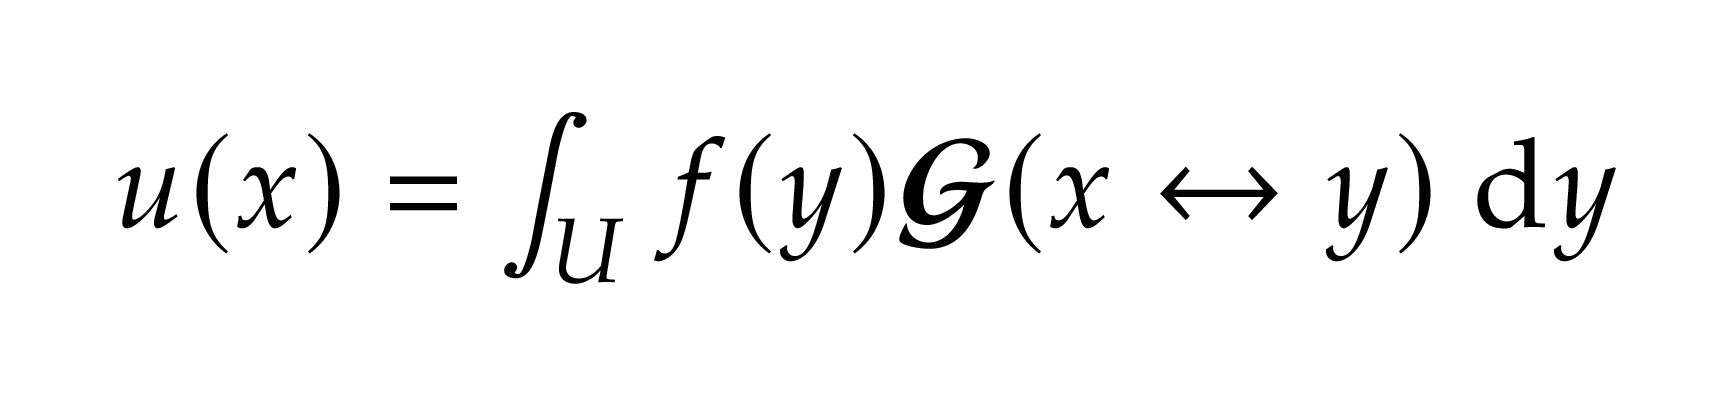 u(x) = ∫_U f(y)𝓖(x ↔ y) dy